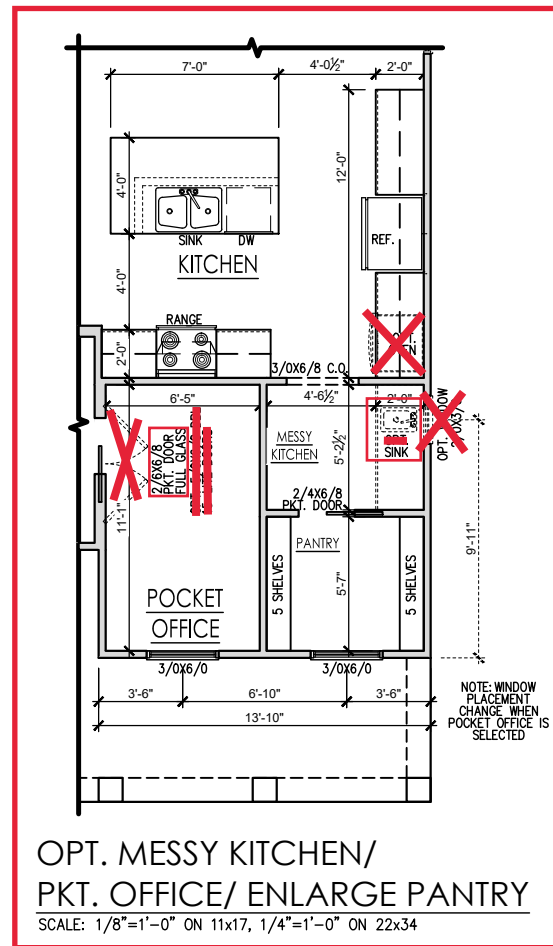 7'-0"
4'-0½"
2'-0"
4'-0"
12'-0"
REF.
SINK
DW
KITCHEN
4'-0"
RANGE
2'-0"
3/0X6/8 C.O.
6'-5"
4'-6½"
2'-0"
MESSY
KITCHEN
5'-2½"
SINK
OPT.
2/6X6/8
PKT. DOOR
FULL GLASS
2/4X6/8
PKT. DOOR
11'-1"
9'-11"
PANTRY
5 SHELVES
5'-7"
5 SHELVES
POCKET
OFFICE
3/0X6/0
3/0X6/0
3'-6"
6'-10"
3'-6"
13'-10"
NOTE: WINDOW
PLACEMENT
CHANGE WHEN
POCKET OFFICE IS
SELECTED
OPT. MESSY KITCHEN/
PKT. OFFICE/ ENLARGE PANTRY
SCALE: 1/8"=1'-0" ON 11x17, 1/4"=1'-0" ON 22x34